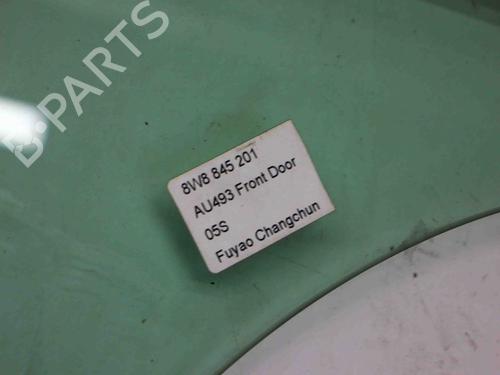 B-PARTS
8W8 845 201
AU493 Front Door
05S
Fuyao Changchun